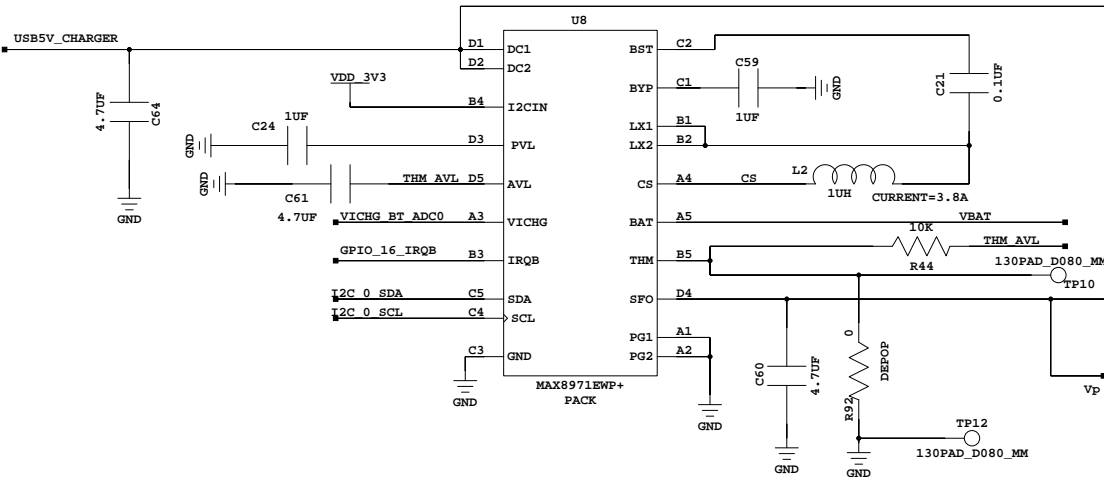 U8
USB5V_CHARGER
D1 DC1
D2 DC2
VDD_3V3
B4 I2CIN
C24 1UF
GND
D3 PVL
THM_AVL D5 AVL
GND
C61
4.7UF
4.7UF
C64
GND
VICHG_BT_ADC0 A3 VICHG
GPIO_16_IRQB B3 IRQB
I2C_0_SDA C5 SDA
I2C_0_SCL C4 SCL
C3 GND
GND
MAX8971EWP+
PACK
BST C2
C59
BYP C1
1UF
GND
C21
0.1UF
LX1 B1
LX2 B2
CS A4 CS
L2
1UH
CURRENT=3.8A
BAT A5 VBAT
10K
THM_AVL
THM B5
R44
130PAD_D080_MM
TP10
SFO D4
PG1 A1
PG2 A2
GND
C60
4.7UF
GND
0
DEPOP
R92
GND
Vp
TP12
130PAD_D080_MM